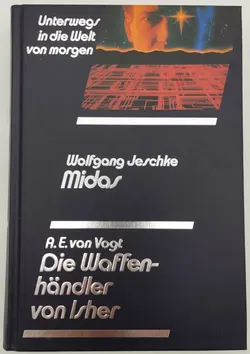 Unterwegs
in die Welt
von morgen
Wolfgang Jeschke
Midas
A.E. van Vogt
Die Waffen-
händler
von Isher